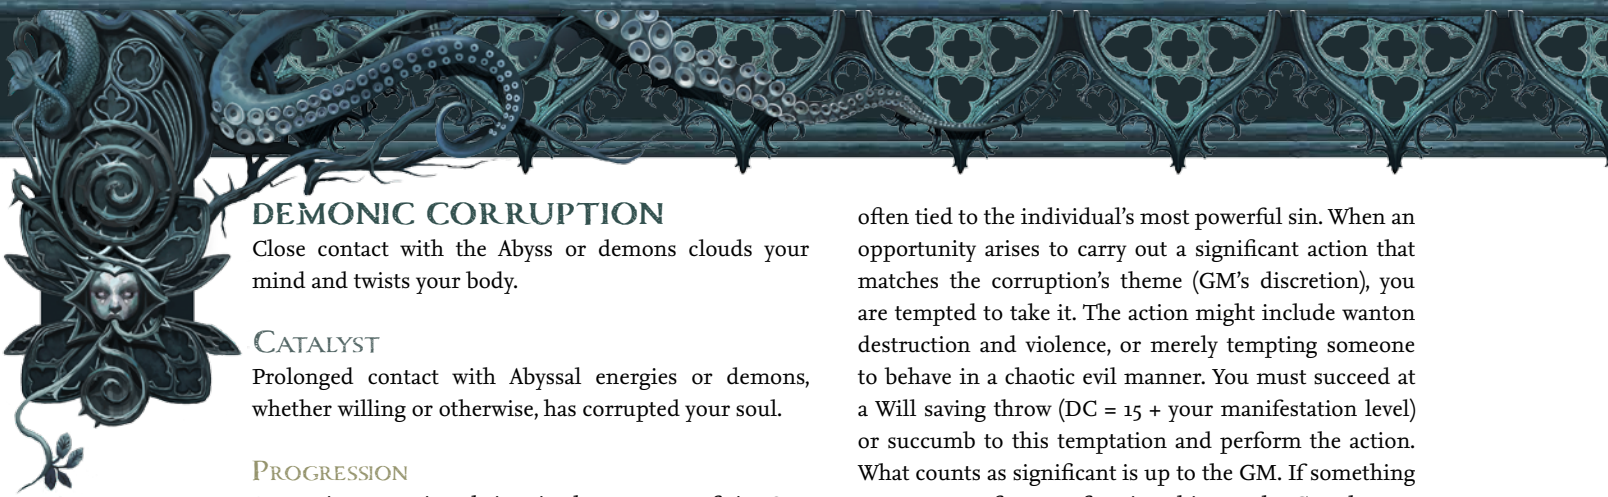 DEMONIC CORRUPTION
Close contact with the Abyss or demons clouds your
mind and twists your body.
CATALYST
Prolonged contact with Abyssal energies or demons,
whether willing or otherwise, has corrupted your soul.
PROGRESSION
often tied to the individual's most powerful sin. When an
opportunity arises to carry out a significant action that
matches the corruption's theme (GM's discretion), you
are tempted to take it. The action might include wanton
destruction and violence, or merely tempting someone
to behave in a chaotic evil manner. You must succeed at
a Will saving throw (DC = 15 + your manifestation level)
or succumb to this temptation and perform the action.
What counts as significant is up to the GM. If something